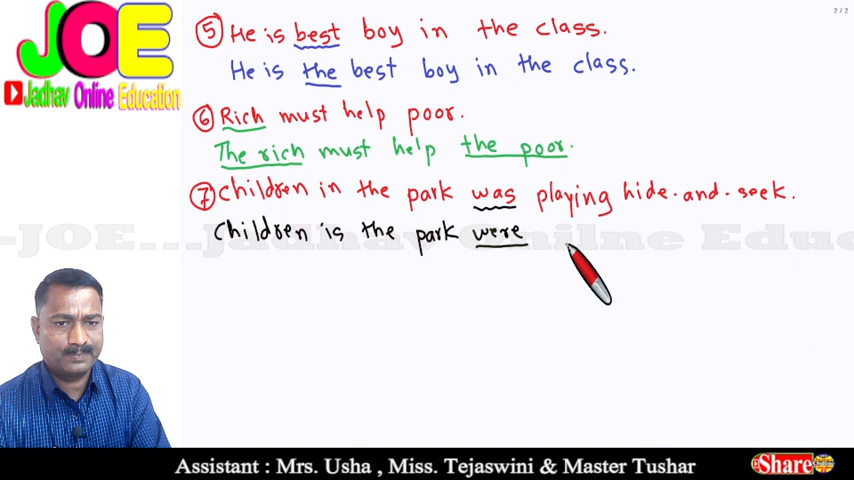 2/2
JOE
Jadhav Online Education
⑤ He is best boy in the class.
He is the best boy in the class.
⑥ Rich must help poor.
The rich must help the poor.
⑦ Children in the park was playing hide-and-seek.
Children is the park were
-JOE...Jadhav Onilne Educ
Assistant : Mrs. Usha , Miss. Tejaswini & Master Tushar
Share